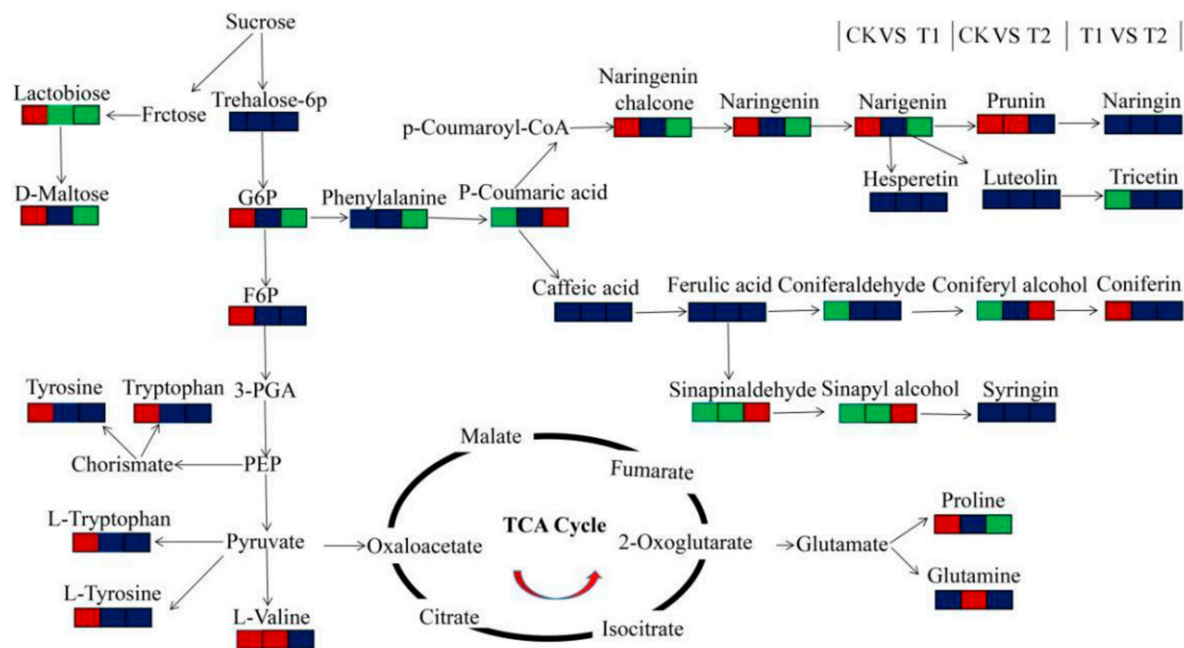 Sucrose
CK VS T1
CK VS T2
T1 VS T2
Lactobiose
Frctose
Trehalose-6p
p-Coumaroyl-CoA
Naringenin
chalcone
Naringenin
Narigenin
Prunin
Naringin
D-Maltose
G6P
Phenylalanine
P-Coumaric acid
Hesperetin
Luteolin
Tricetin
F6P
Caffeic acid
Ferulic acid
Coniferaldehyde
Coniferyl alcohol
Coniferin
Tyrosine
Tryptophan
3-PGA
Sinapinaldehyde
Sinapyl alcohol
Syringin
Chorismate
PEP
Malate
Fumarate
L-Tryptophan
Pyruvate
Oxaloacetate
TCA Cycle
2-Oxoglutarate
Glutamate
Proline
L-Tyrosine
L-Valine
Citrate
Isocitrate
Glutamine